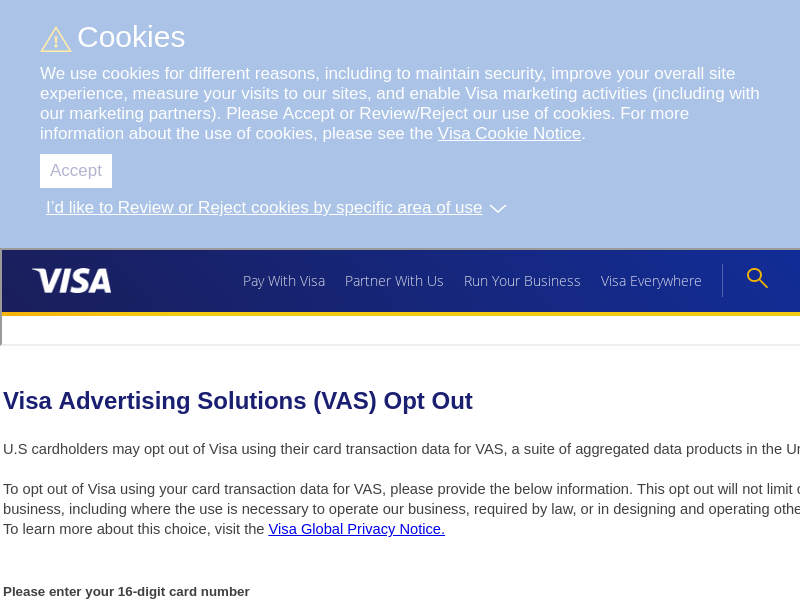 Cookies
We use cookies for different reasons, including to maintain security, improve your overall site
experience, measure your visits to our sites, and enable Visa marketing activities (including with
our marketing partners). Please Accept or Review/Reject our use of cookies. For more
information about the use of cookies, please see the Visa Cookie Notice.
Accept
I'd like to Review or Reject cookies by specific area of use
VISA Pay With Visa Partner With Us Run Your Business Visa Everywhere
Visa Advertising Solutions (VAS) Opt Out
U.S cardholders may opt out of Visa using their card transaction data for VAS, a suite of aggregated data products in the
To opt out of Visa using your card transaction data for VAS, please provide the below information. This opt out will not limit
business, including where the use is necessary to operate our business, required by law, or in designing and operating
To learn more about this choice, visit the Visa Global Privacy Notice.
Please enter your 16-digit card number